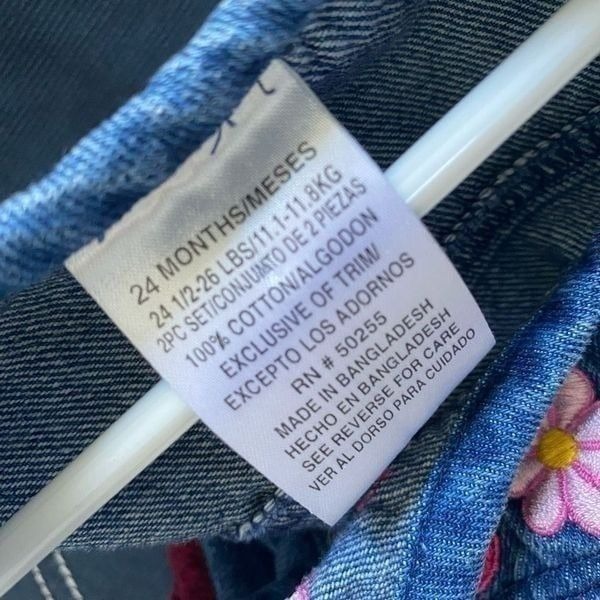 24 MONTHS/MESES
24 1/2-26 LBS/11.1-11.8KG
2PC SET/CONJUNTO DE 2 PIEZAS
100% COTTON/ALGODON
EXCLUSIVE OF TRIM/
EXCEPTO LOS ADORNOS
RN # 50255
MADE IN BANGLADESH
HECHO EN BANGLADESH
SEE REVERSE FOR CARE
VER AL DORSO PARA CUIDADO